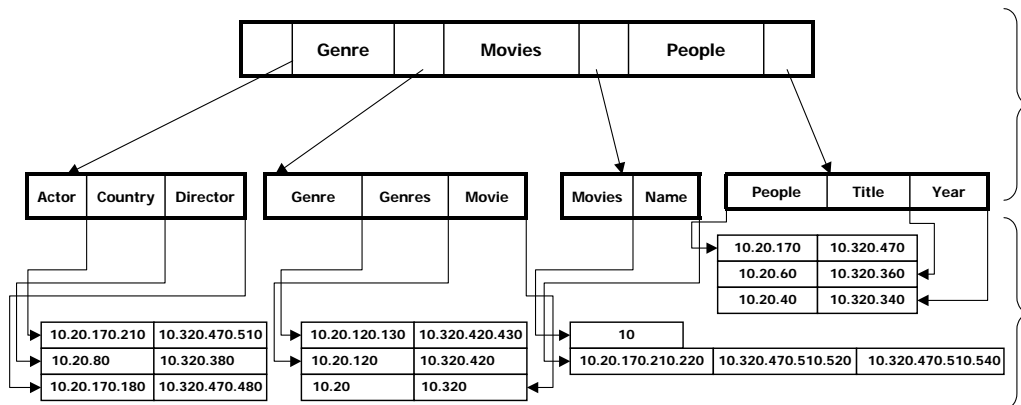 Genre Movies People
Actor Country Director Genre Genres Movie Movies Name People Title Year
10.20.170 10.320.470
10.20.60 10.320.360
10.20.40 10.320.340
10.20.170.210 10.320.470.510 10.20.120.130 10.320.420.430 10
10.20.80 10.320.380 10.20.120 10.320.420 10.20.170.210.220 10.320.470.510.520 10.320.470.510.540
10.20.170.180 10.320.470.480 10.20 10.320